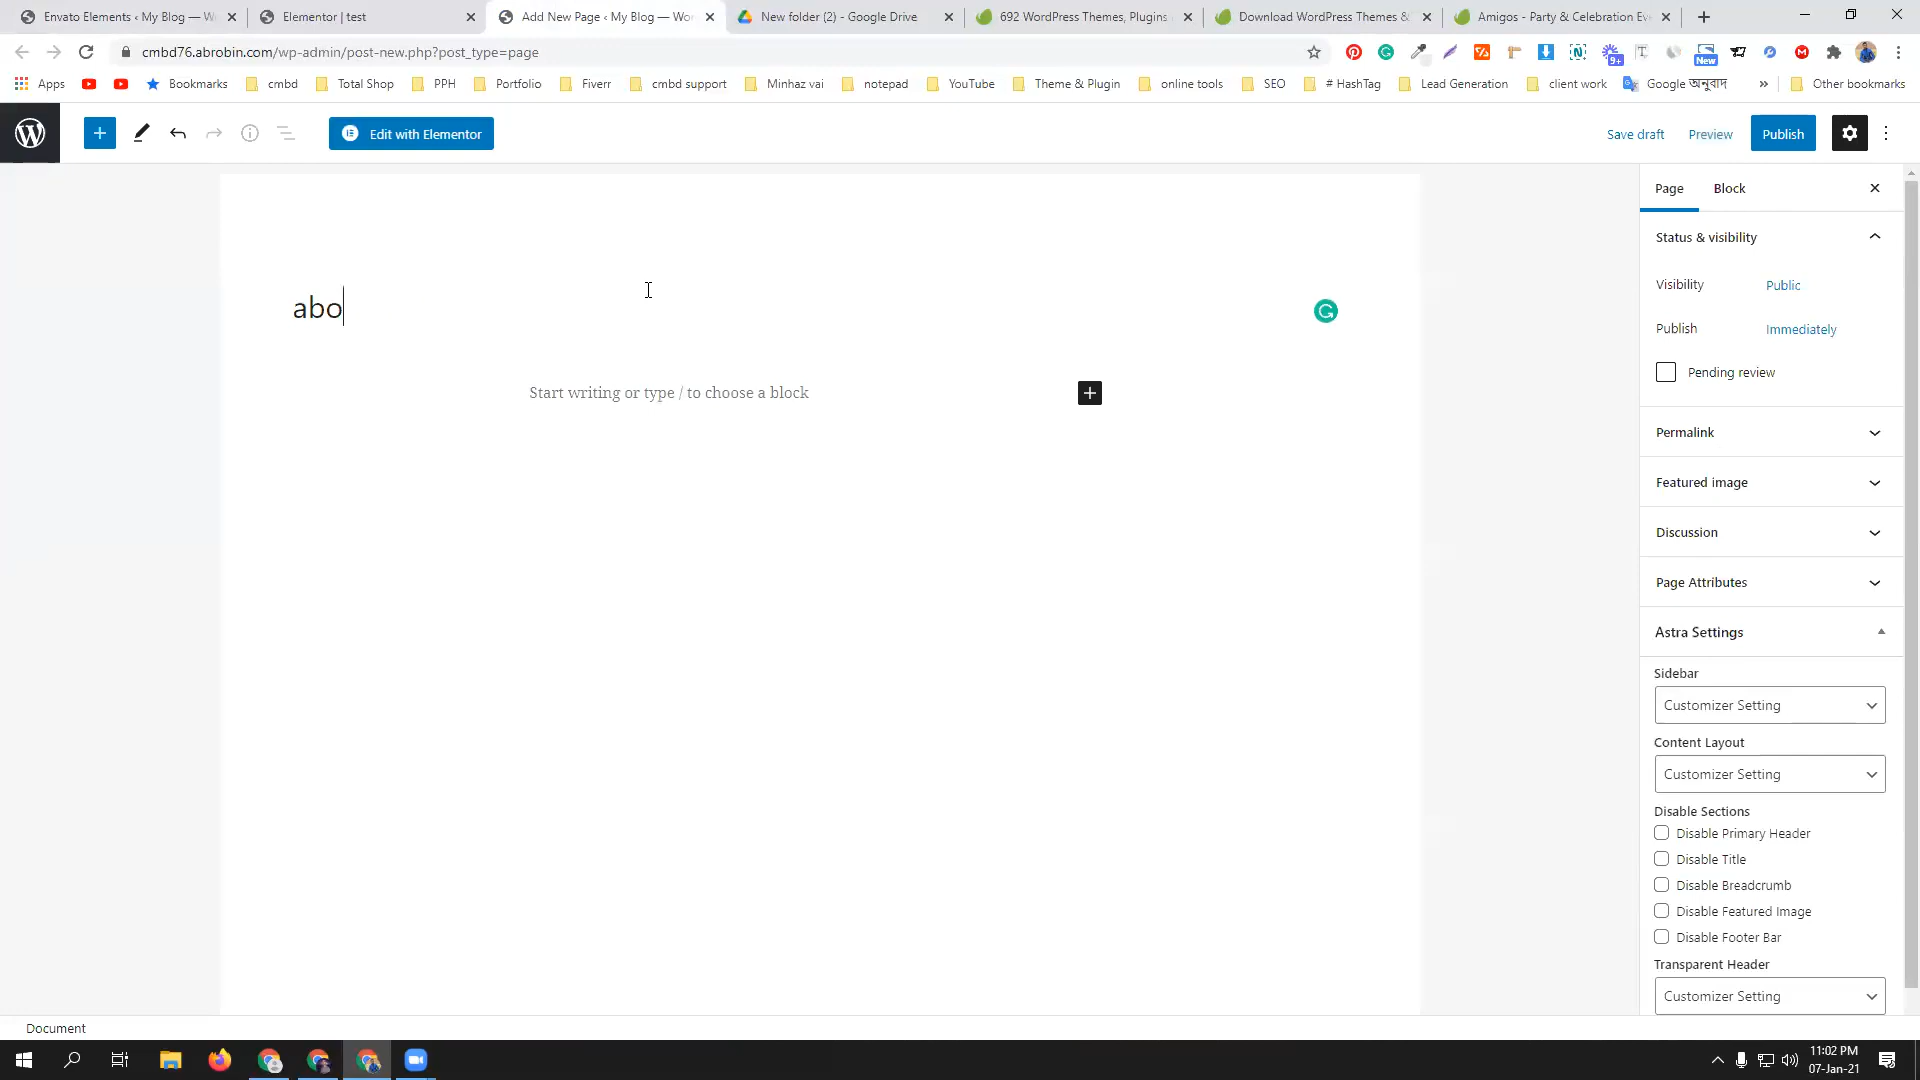 Envato Elements ‹ My Blog — W
Elementor | test
Add New Page ‹ My Blog — Wor
New folder (2) - Google Drive
692 WordPress Themes, Plugins
Download WordPress Themes &
Amigos - Party & Celebration Eve
cmbd76.abrobin.com/wp-admin/post-new.php?post_type=page
9+
New
Apps
Bookmarks
cmbd
Total Shop
PPH
Portfolio
Fiverr
cmbd support
Minhaz vai
notepad
YouTube
Theme & Plugin
online tools
SEO
# HashTag
Lead Generation
client work
Google অনুবাদ
»
Other bookmarks
Edit with Elementor
Save draft
Preview
Publish
abo
Start writing or type / to choose a block
Page
Block
Status & visibility
Visibility
Public
Publish
Immediately
Pending review
Permalink
Featured image
Discussion
Page Attributes
Astra Settings
Sidebar
Customizer Setting
Content Layout
Customizer Setting
Disable Sections
Disable Primary Header
Disable Title
Disable Breadcrumb
Disable Featured Image
Disable Footer Bar
Transparent Header
Customizer Setting
Document
11:02 PM
07-Jan-21